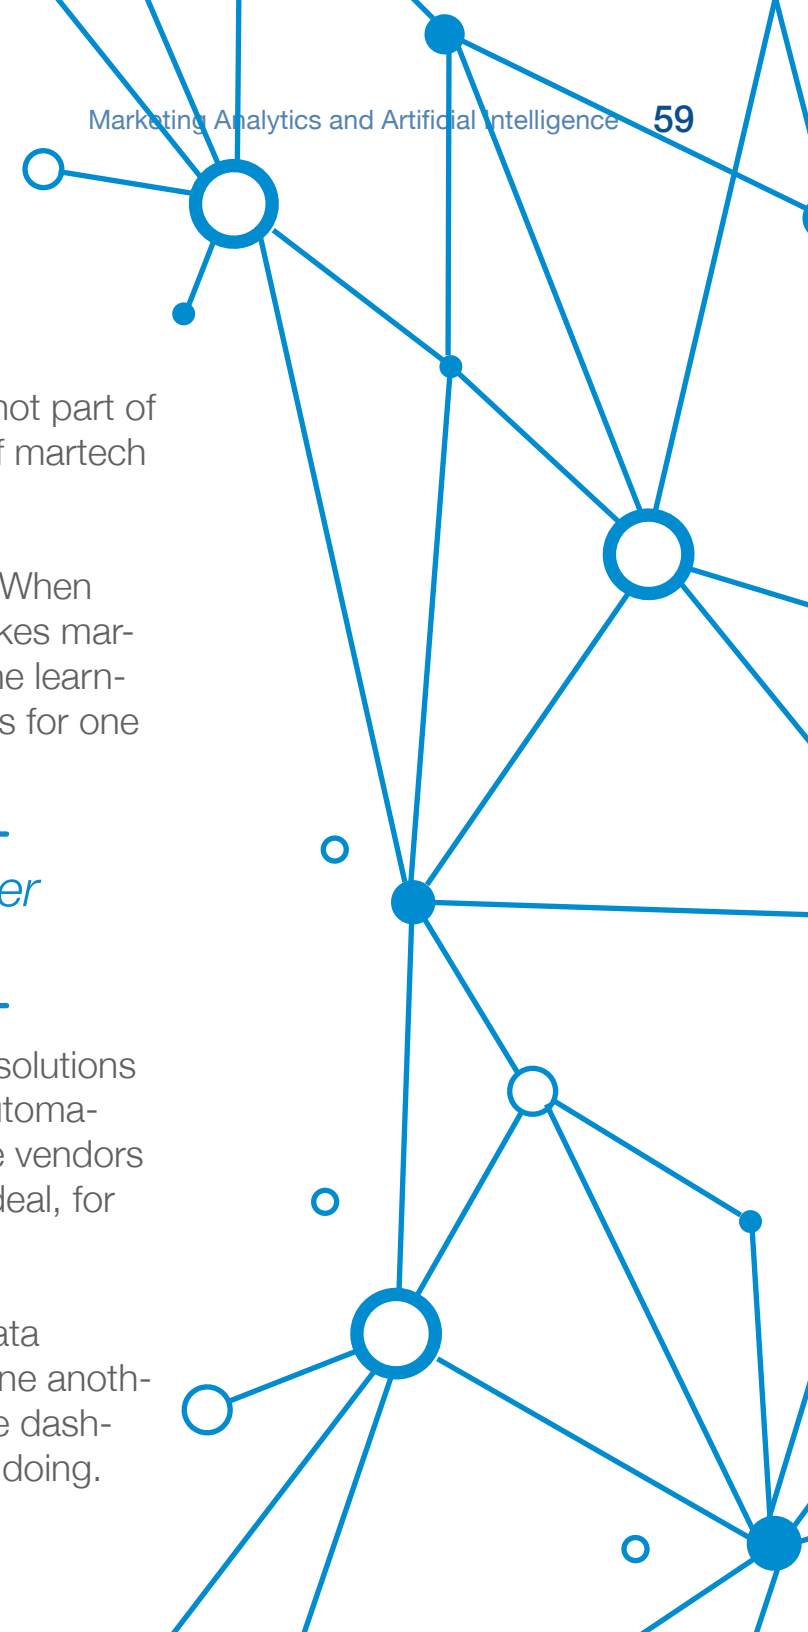 Marketing Analytics and Artificial Intelligence 59
not part of
f martech
When
kes mar-
ne learn-
s for one
er
solutions
utoma-
e vendors
deal, for
ata
ne anoth-
e dash-
doing.